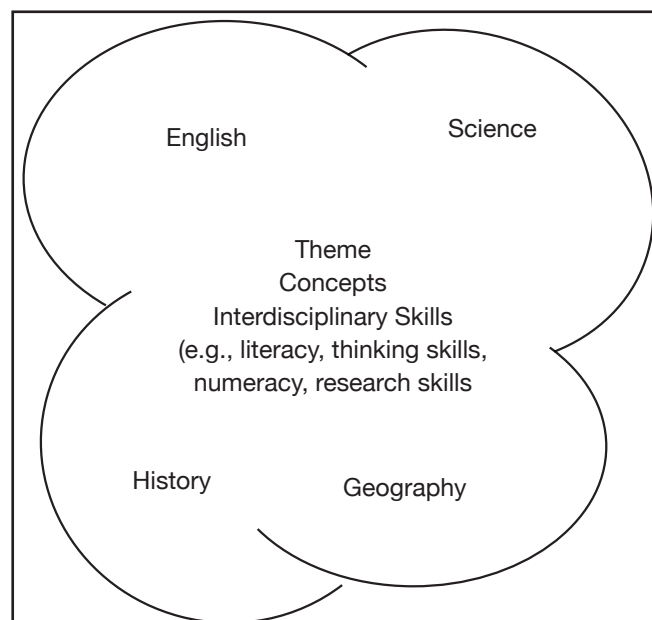 English
Science
Theme
Concepts
Interdisciplinary Skills
(e.g., literacy, thinking skills,
numeracy, research skills
History
Geography